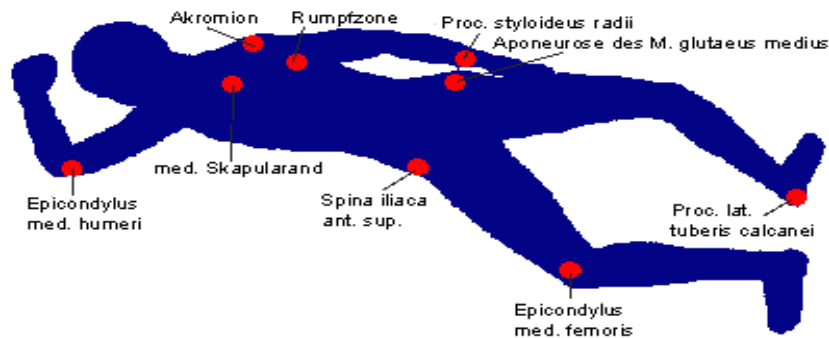 Akromion
Rumpfzone
Proc. styloideus radii
Aponeurose des M. glutaeus medius
med. Skapularand
Epicondylus
med. humeri
Spina iliaca
ant. sup.
Proc. lat.
tuberis calcanei
Epicondylus
med. femoris